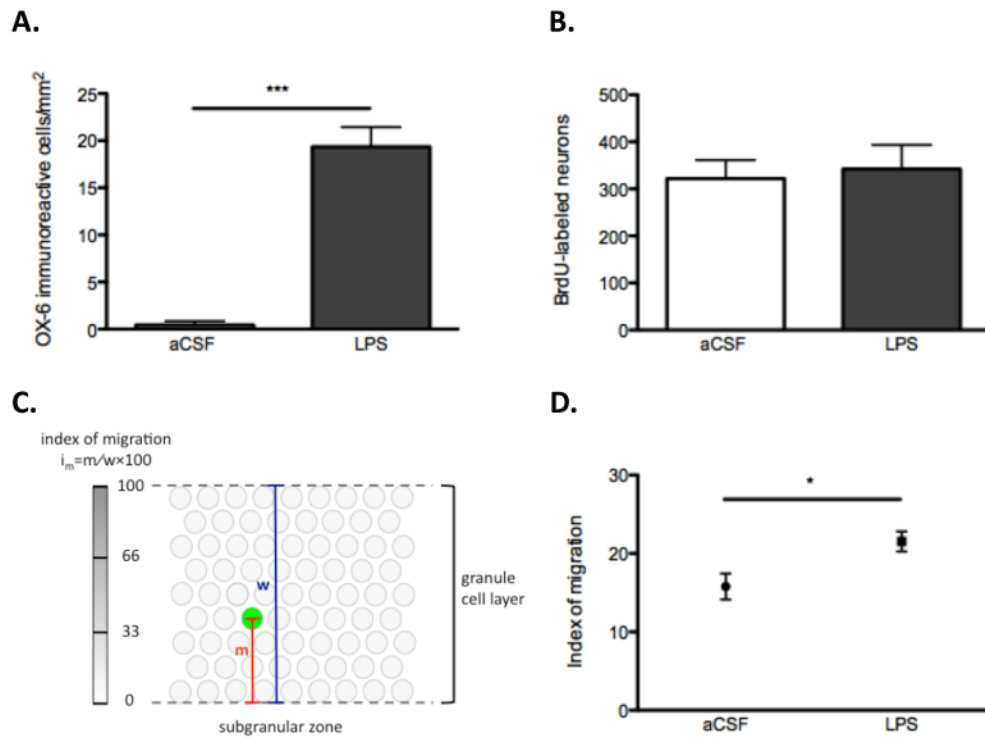 A.
OX-6 immunoreactive cells/mm²
25
20
15
10
5
0
***
aCSF
LPS
B.
BrdU-labeled neurons
500
400
300
200
100
0
aCSF
LPS
C.
index of migration
iₘ=m/w×100
100
66
33
0
w
m
granule
cell layer
subgranular zone
D.
Index of migration
30
20
10
0
*
aCSF
LPS